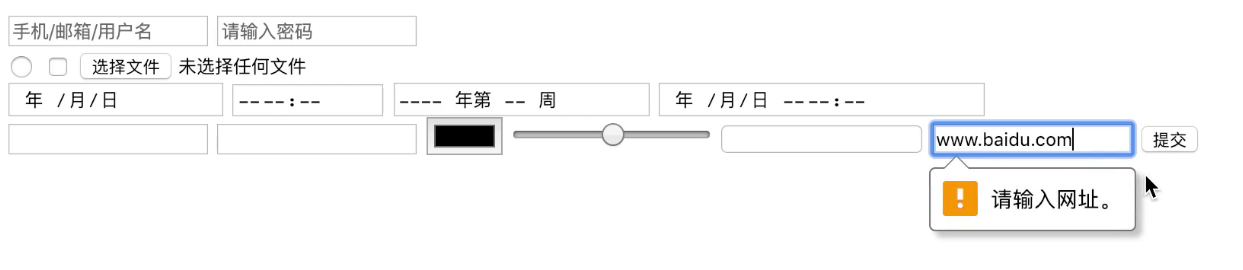 手机/邮箱/用户名 请输入密码
选择文件 未选择任何文件
年 /月/日 ----:-- ---- 年第 -- 周 年 /月/日 ----:--
www.baidu.com 提交
请输入网址。